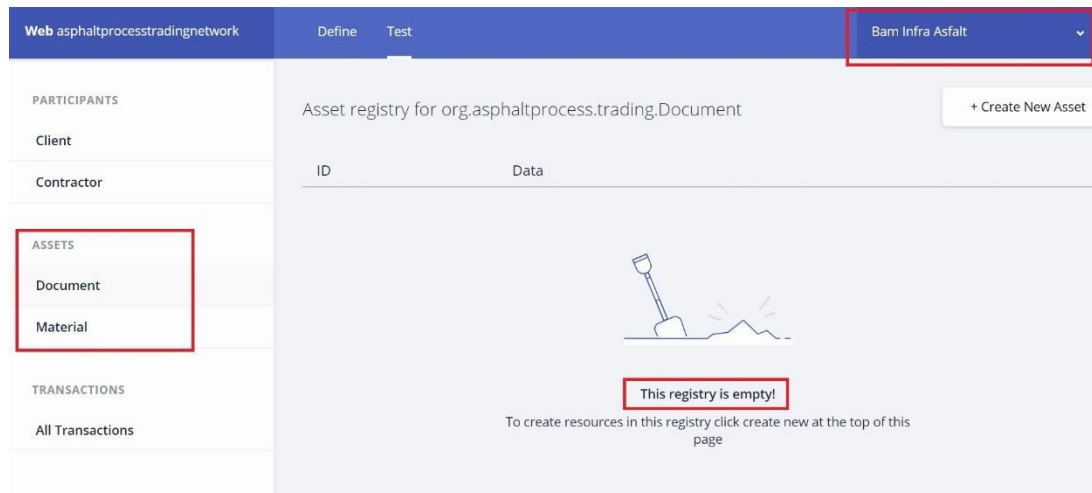 Web asphaltprocesstradingnetwork
Define
Test
Bam Infra Asfalt
PARTICIPANTS
Client
Contractor
ASSETS
Document
Material
TRANSACTIONS
All Transactions
Asset registry for org.asphaltprocess.trading.Document
+ Create New Asset
ID
Data
This registry is empty!
To create resources in this registry click create new at the top of this
page